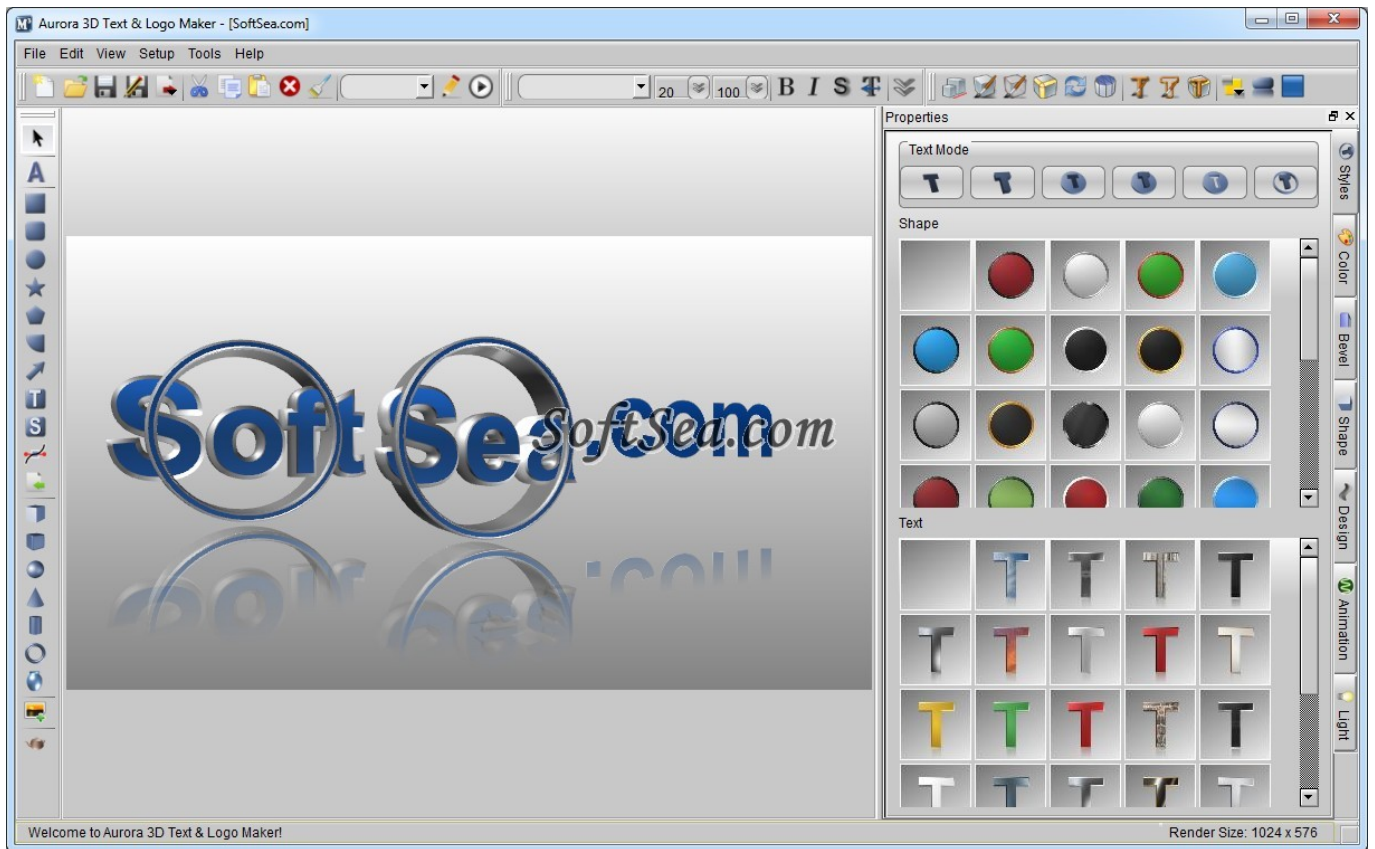 Aurora 3D Text & Logo Maker - [SoftSea.com]
File Edit View Setup Tools Help
20 100 B I S T
Properties
Text Mode
Styles
Color
Bevel
Shape
Design
Animation
Light
Shape
Text
A
T
S
Soft Sea.com
SoftSea.com
Welcome to Aurora 3D Text & Logo Maker!
Render Size: 1024 x 576